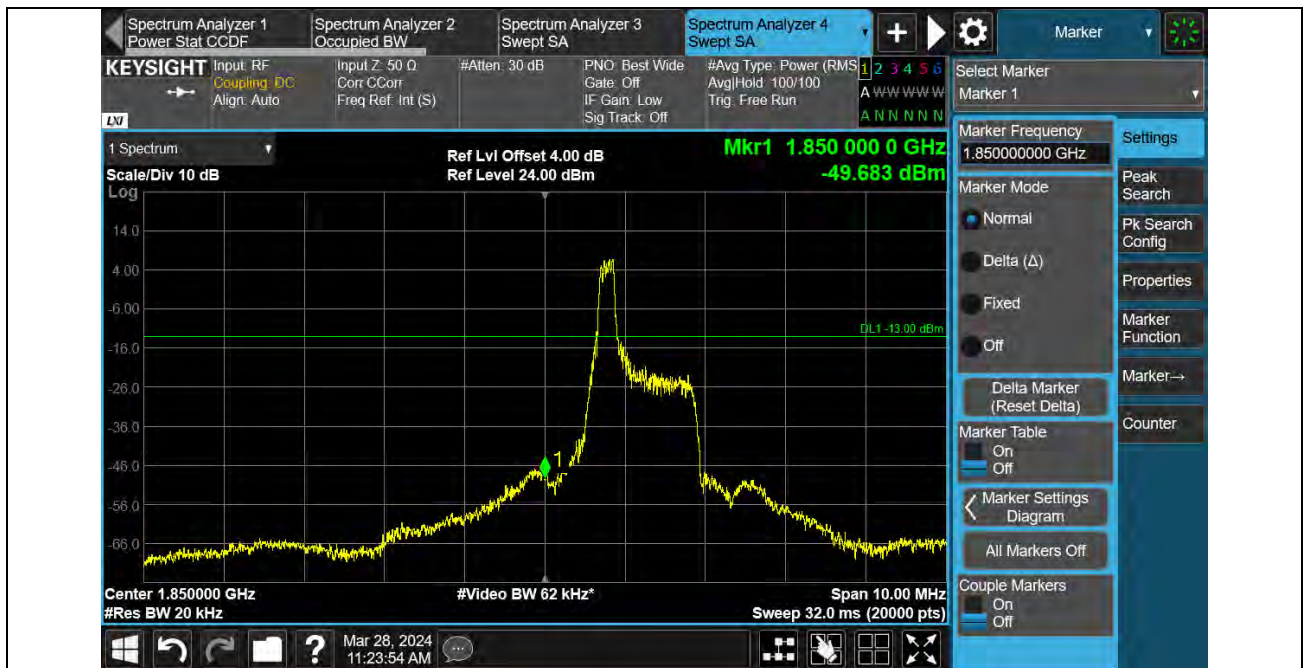 Spectrum Analyzer 1
Power Stat CCDF
Spectrum Analyzer 2
Occupied BW
Spectrum Analyzer 3
Swept SA
Spectrum Analyzer 4
Swept SA
+
Marker
KEYSIGHT
LXI
Input: RF
Coupling: DC
Align: Auto
Input Z: 50 Ω
Corr CCorr
Freq Ref: Int (S)
#Atten: 30 dB
PNO: Best Wide
Gate: Off
IF Gain: Low
Sig Track: Off
#Avg Type: Power (RMS
Avg|Hold: 100/100
Trig: Free Run
1 2 3 4 5 6
A W W W W W
A N N N N N
Select Marker
Marker 1
1 Spectrum
Scale/Div 10 dB
Log
Ref Lvl Offset 4.00 dB
Ref Level 24.00 dBm
Mkr1 1.850 000 0 GHz
-49.683 dBm
14.0
4.00
-6.00
-16.0
-26.0
-36.0
-46.0
-56.0
-66.0
DL1 -13.00 dBm
1
Center 1.850000 GHz
#Res BW 20 kHz
#Video BW 62 kHz*
Span 10.00 MHz
Sweep 32.0 ms (20000 pts)
Marker Frequency
1.850000000 GHz
Marker Mode
Normal
Delta (Δ)
Fixed
Off
Delta Marker
(Reset Delta)
Marker Table
On
Off
Marker Settings
Diagram
All Markers Off
Couple Markers
On
Off
Settings
Peak
Search
Pk Search
Config
Properties
Marker
Function
Marker→
Counter
?
Mar 28, 2024
11:23:54 AM